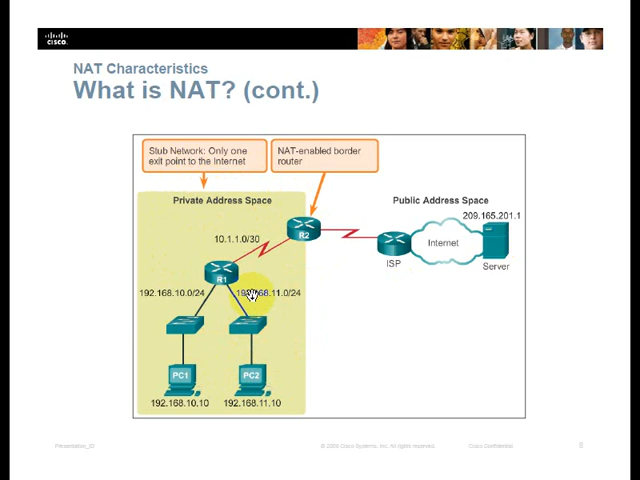 CISCO.
NAT Characteristics
What is NAT? (cont.)
Stub Network: Only one
exit point to the Internet
NAT-enabled border
router
Private Address Space
Public Address Space
209.165.201.1
R2
10.1.1.0/30
Internet
ISP
Server
R1
192.168.10.0/24
192.168.11.0/24
PC1
PC2
192.168.10.10
192.168.11.10
Presentation_ID
© 2008 Cisco Systems, Inc. All rights reserved.
Cisco Confidential